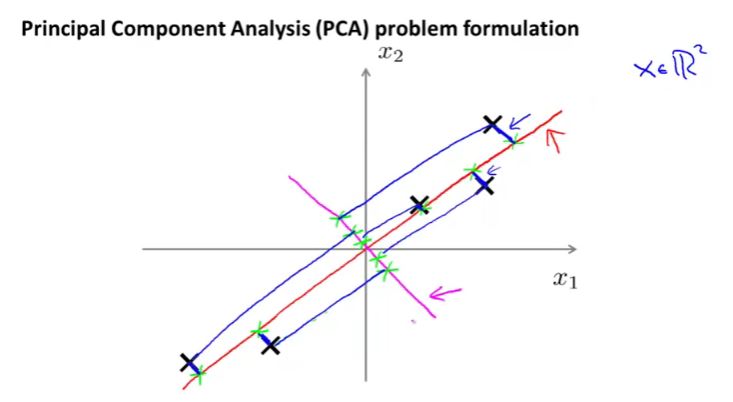 Principal Component Analysis (PCA) problem formulation
x₂
x∈ℝ²
x₁